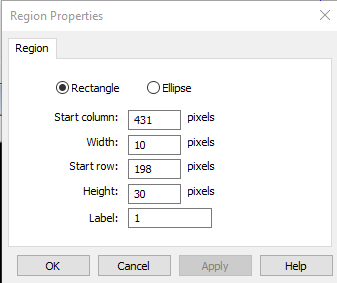 Region Properties
Region
Rectangle Ellipse
Start column: 431 pixels
Width: 10 pixels
Start row: 198 pixels
Height: 30 pixels
Label: 1
OK Cancel Apply Help